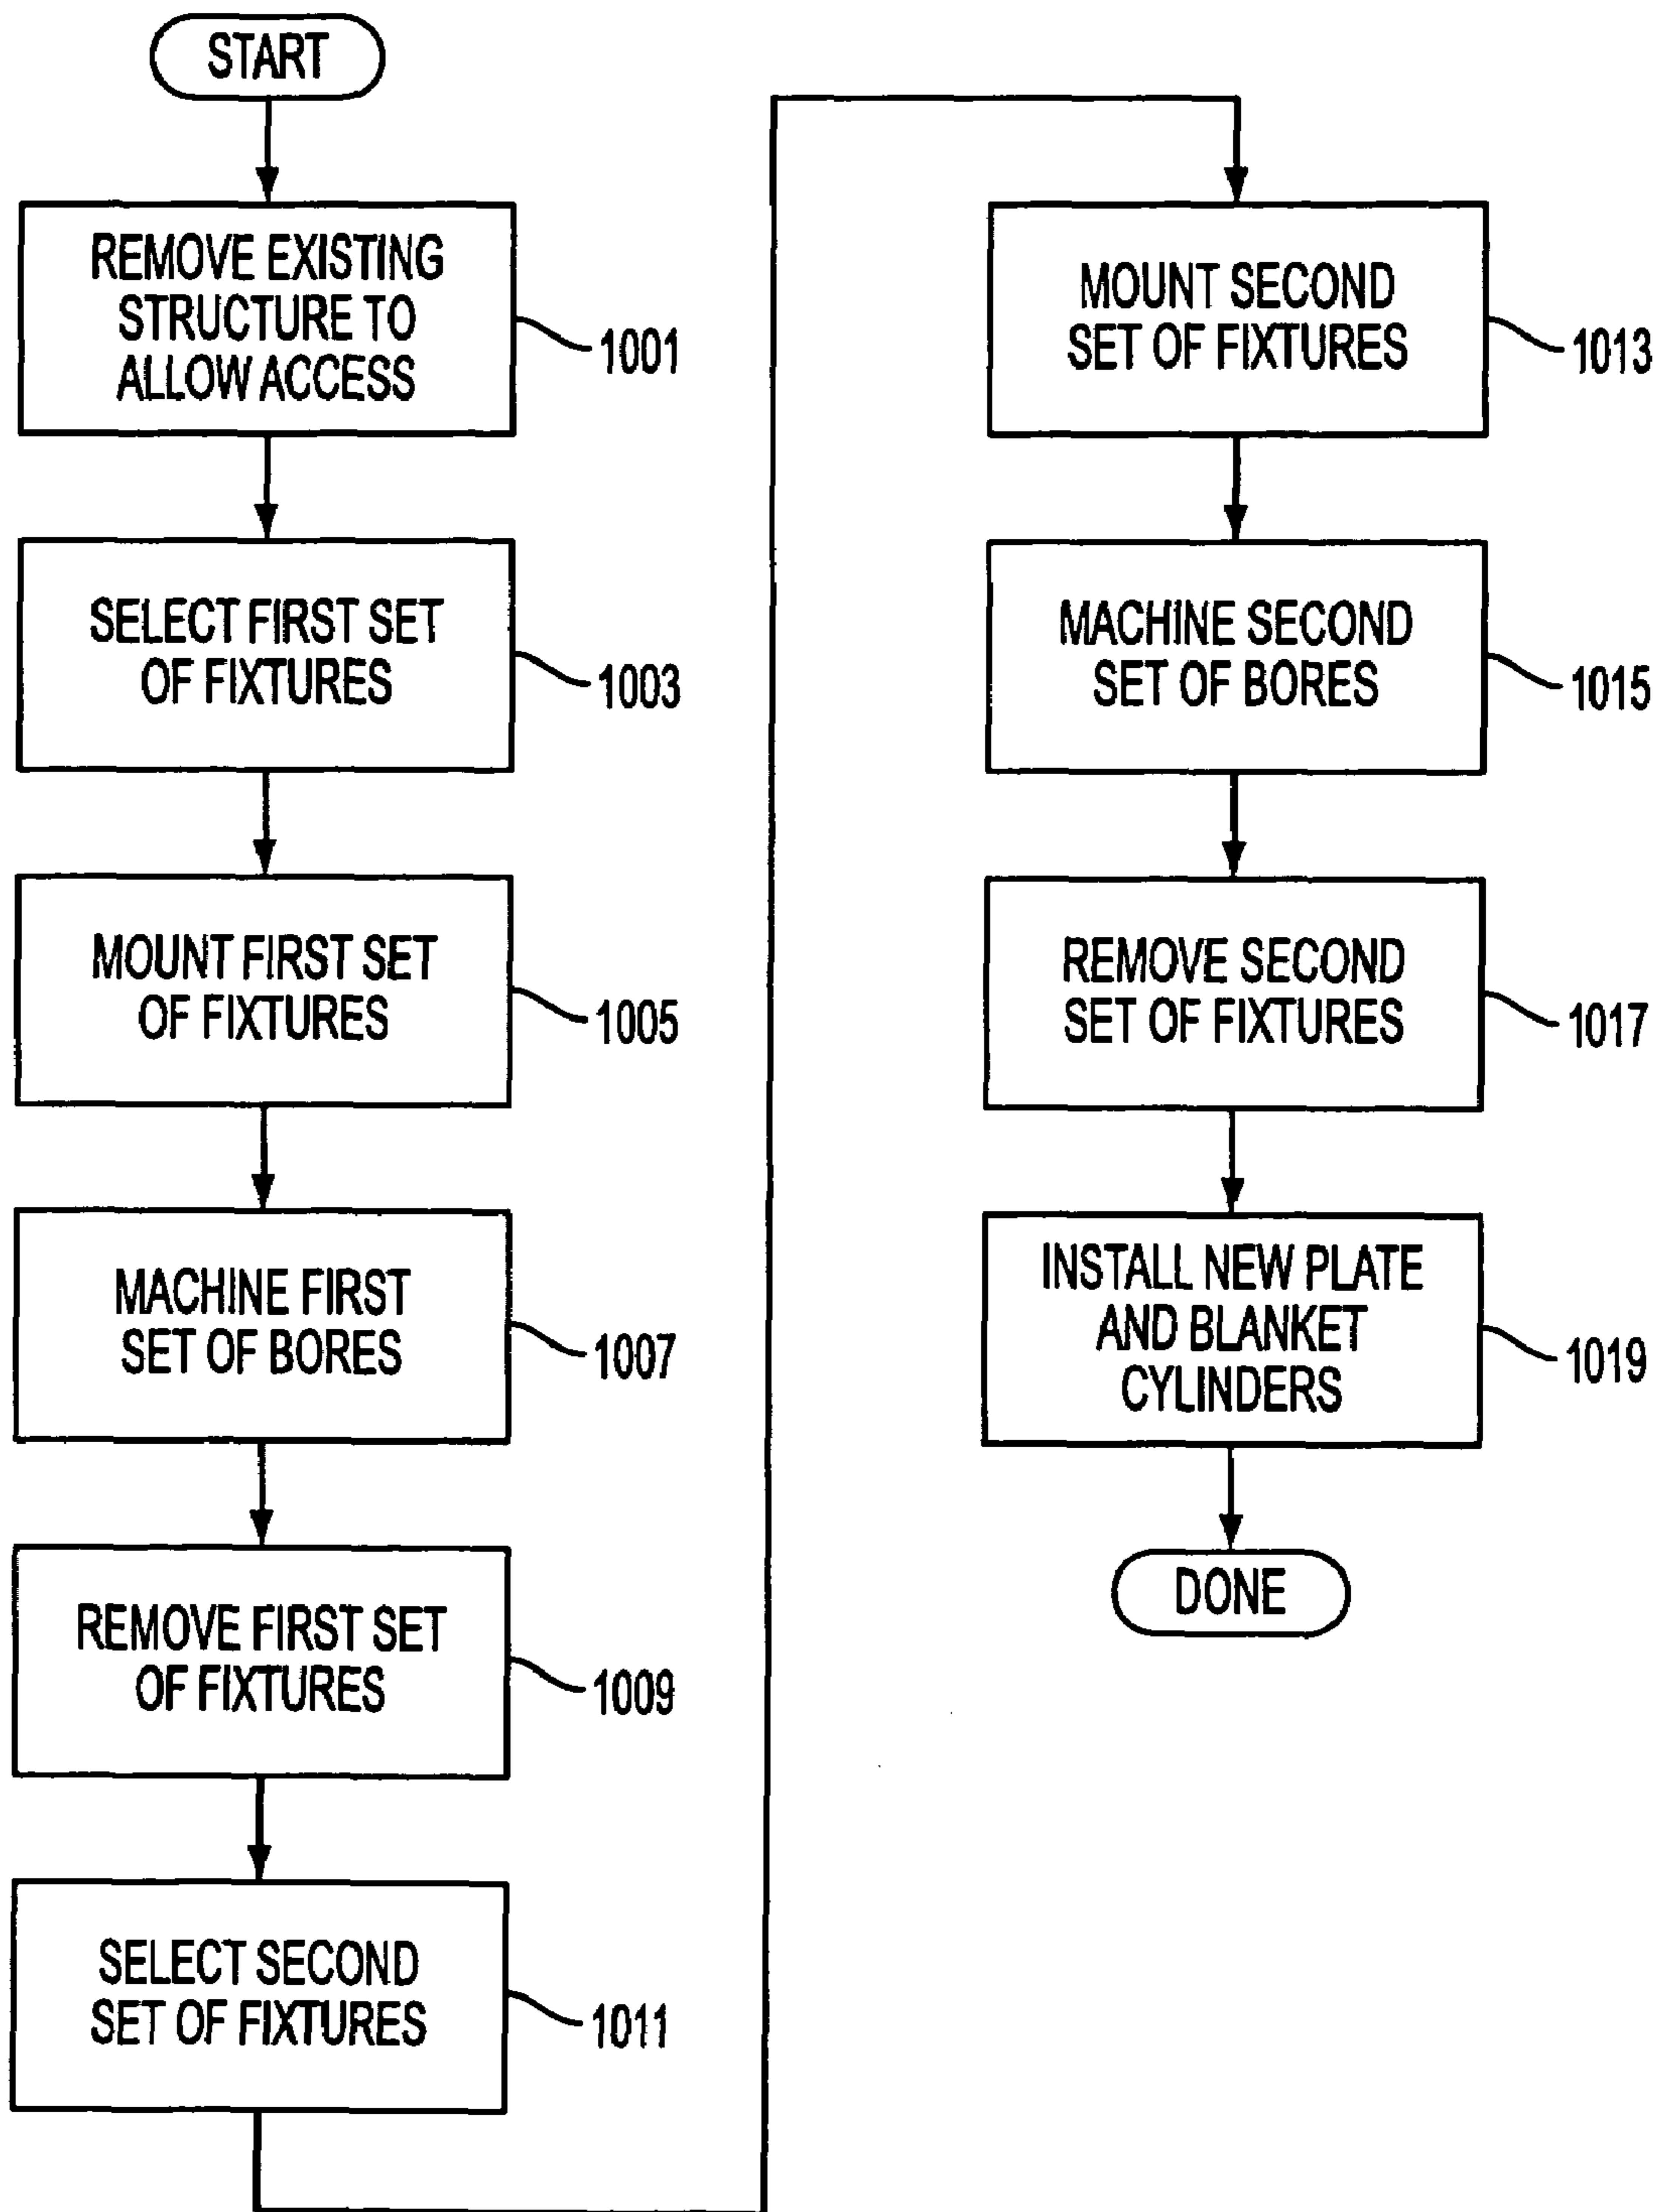 START
REMOVE EXISTING
STRUCTURE TO
ALLOW ACCESS
1001
SELECT FIRST SET
OF FIXTURES
1003
MOUNT FIRST SET
OF FIXTURES
1005
MACHINE FIRST
SET OF BORES
1007
REMOVE FIRST SET
OF FIXTURES
1009
SELECT SECOND
SET OF FIXTURES
1011
MOUNT SECOND
SET OF FIXTURES
1013
MACHINE SECOND
SET OF BORES
1015
REMOVE SECOND
SET OF FIXTURES
1017
INSTALL NEW PLATE
AND BLANKET
CYLINDERS
1019
DONE